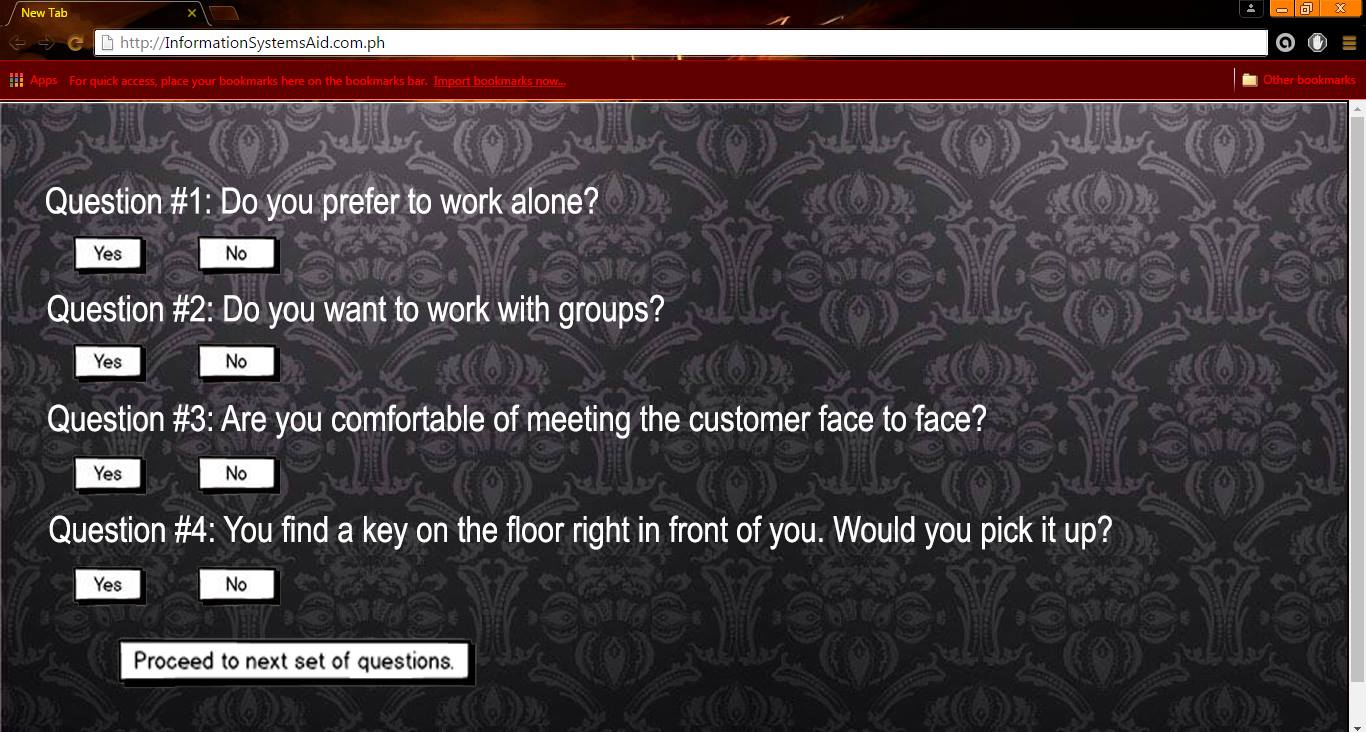 New Tab
http://InformationSystemsAid.com.ph
Apps For quick access, place your bookmarks here on the bookmarks bar. Import bookmarks now... Other bookmarks
Question #1: Do you prefer to work alone?
Yes No
Question #2: Do you want to work with groups?
Yes No
Question #3: Are you comfortable of meeting the customer face to face?
Yes No
Question #4: You find a key on the floor right in front of you. Would you pick it up?
Yes No
Proceed to next set of questions.